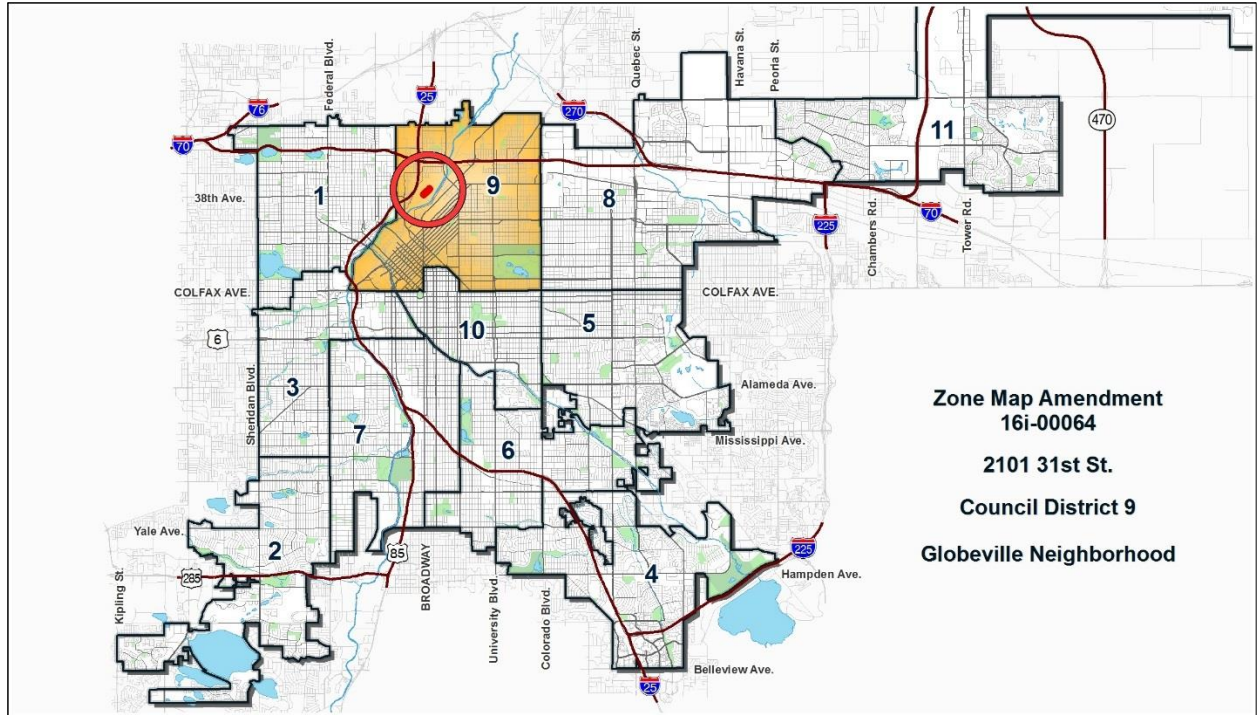 Federal Blvd.
Quebec St.
Havana St.
Peoria St.
76
25
270
70
11
470
38th Ave.
1
9
8
225
70
Chambers Rd.
Tower Rd.
COLFAX AVE.
COLFAX AVE.
6
10
5
Sheridan Blvd.
3
Alameda Ave.
7
Mississippi Ave.
6
Zone Map Amendment
16i-00064
2101 31st St.
Council District 9
Globeville Neighborhood
Yale Ave.
2
85
285
225
Kipling St.
BROADWAY
University Blvd.
Colorado Blvd.
4
Hampden Ave.
Belleview Ave.
25